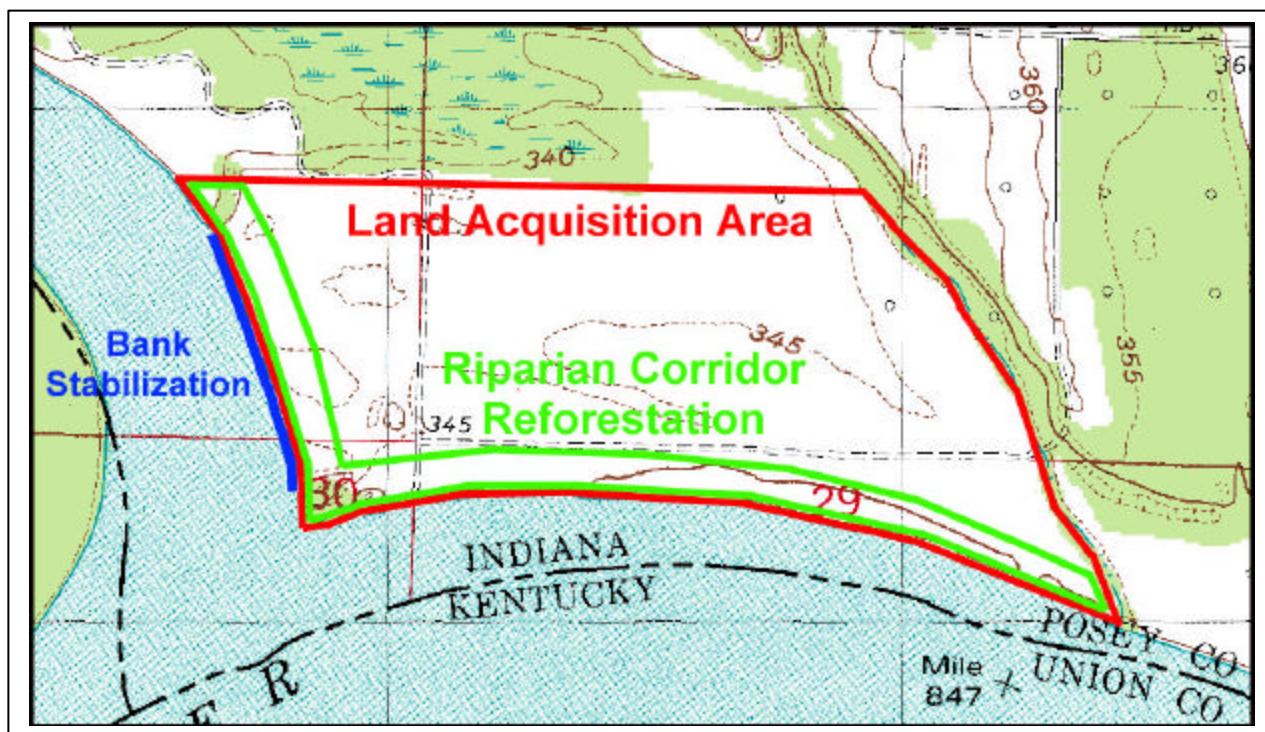 360
340
Land Acquisition Area
Bank
Stabilization
345
355
Riparian Corridor
Reforestation
345
30
29
INDIANA
KENTUCKY
POSEY CO
UNION CO
Mile
847
E R